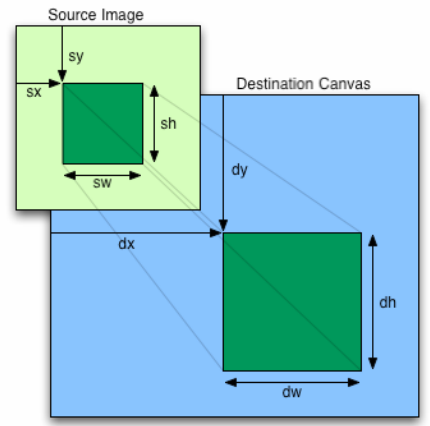 Source Image
sy
sx
sh
sw
Destination Canvas
dy
dx
dh
dw